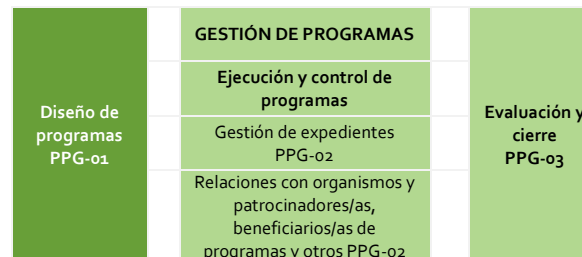 Diseño de
programas
PPG-01
GESTIÓN DE PROGRAMAS
Ejecución y control de
programas
Gestión de expedientes
PPG-02
Relaciones con organismos y
patrocinadores/as,
beneficiarios/as de
programas y otros PPG-02
Evaluación y
cierre
PPG-03